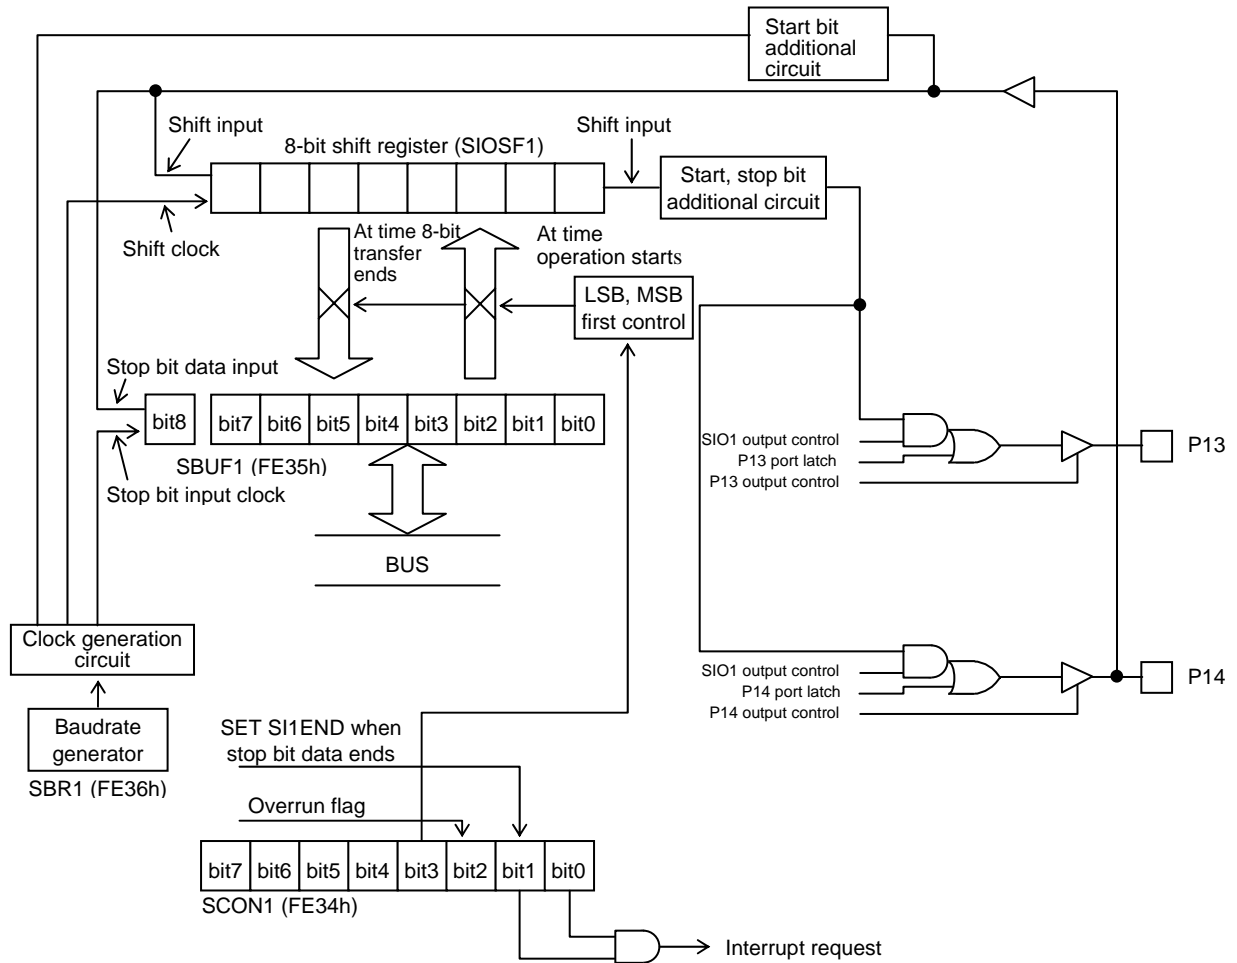 Start bit
additional
circuit
Shift input
8-bit shift register (SIOSF1)
Shift input
Start, stop bit
additional circuit
Shift clock
At time 8-bit
transfer
ends
At time
operation starts
LSB, MSB
first control
Stop bit data input
bit8
bit7 bit6 bit5 bit4 bit3 bit2 bit1 bit0
SBUF1 (FE35h)
Stop bit input clock
BUS
SIO1 output control
P13 port latch
P13 output control
P13
Clock generation
circuit
Baudrate
generator
SBR1 (FE36h)
SIO1 output control
P14 port latch
P14 output control
P14
SET SI1END when
stop bit data ends
Overrun flag
bit7 bit6 bit5 bit4 bit3 bit2 bit1 bit0
SCON1 (FE34h)
Interrupt request